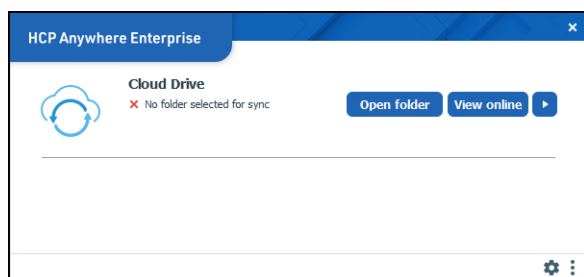 HCP Anywhere Enterprise
Cloud Drive
No folder selected for sync
Open folder
View online